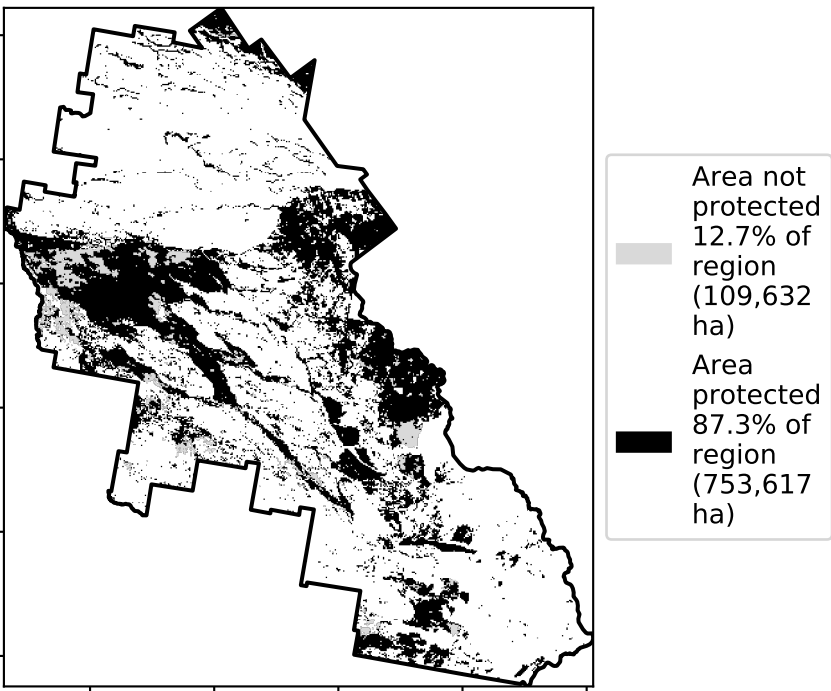 Area not
protected
12.7% of
region
(109,632
ha)
Area
protected
87.3% of
region
(753,617
ha)